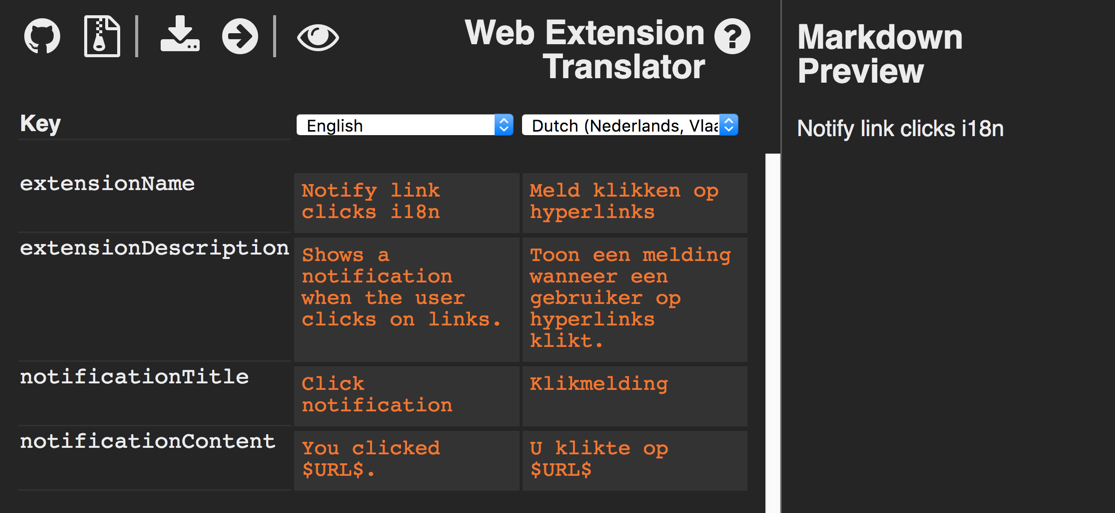 Web Extension
Translator
Key
English
Dutch (Nederlands, Vlaa
extensionName
Notify link
clicks i18n
Meld klikken op
hyperlinks
extensionDescription
Shows a
notification
when the user
clicks on links.
Toon een melding
wanneer een
gebruiker op
hyperlinks
klikt.
notificationTitle
Click
notification
Klikmelding
notificationContent
You clicked
$URL$.
U klikte op
$URL$
Markdown
Preview
Notify link clicks i18n